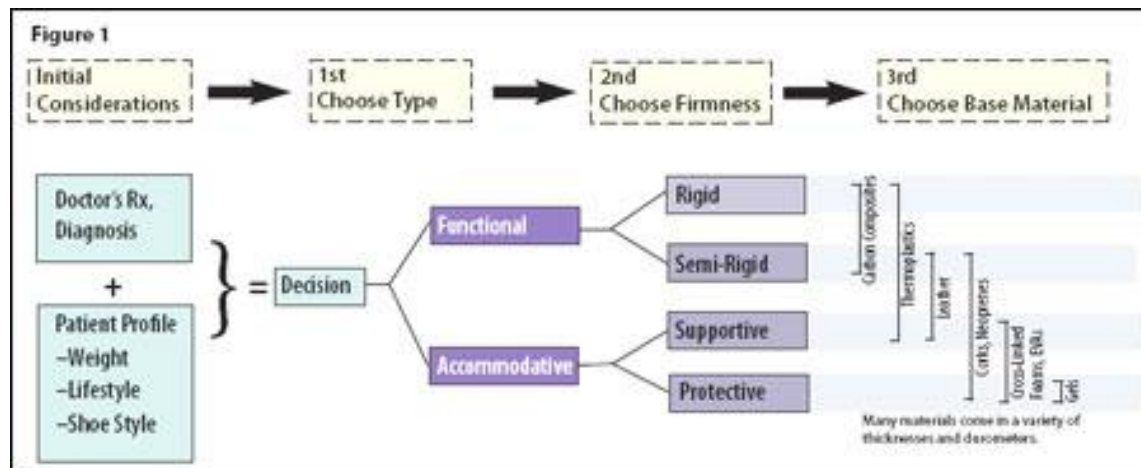 Figure 1
Initial
Considerations
1st
Choose Type
2nd
Choose Firmness
3rd
Choose Base Material
Doctor's Rx,
Diagnosis
+
Patient Profile
–Weight
–Lifestyle
–Shoe Style
} = Decision
Functional
Accommodative
Rigid
Semi-Rigid
Supportive
Protective
Carbon Composites
Thermoplastics
Leather
Corks, Neoprenes
Cross-Linked
Foams, EVAs
Gels
Many materials come in a variety of
thicknesses and durometers.